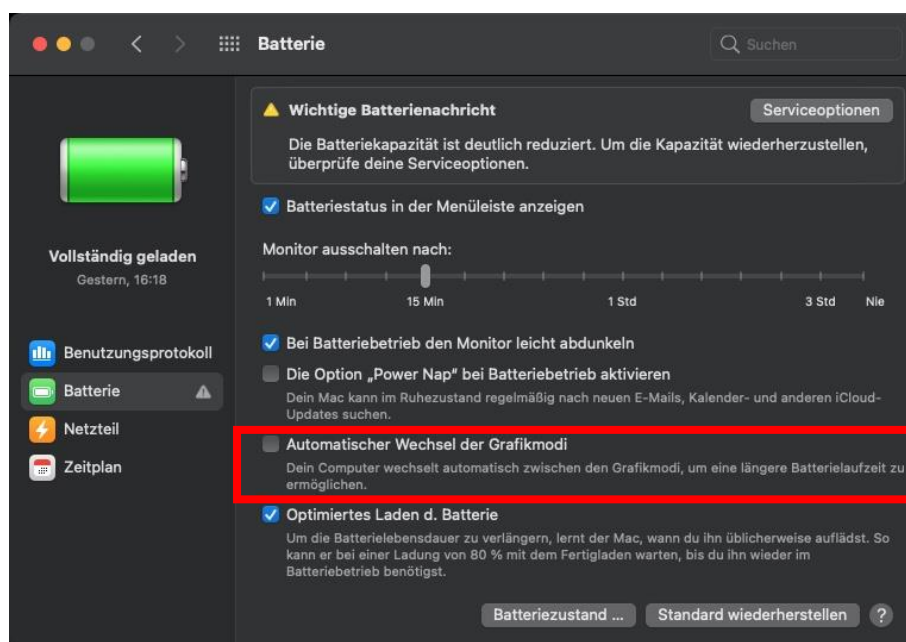 Batterie
Suchen
Wichtige Batterienachricht
Serviceoptionen
Die Batteriekapazität ist deutlich reduziert. Um die Kapazität wiederherzustellen,
überprüfe deine Serviceoptionen.
Vollständig geladen
Gestern, 16:18
Benutzungsprotokoll
Batterie
Netzteil
Zeitplan
Batteriestatus in der Menüleiste anzeigen
Monitor ausschalten nach:
1 Min 15 Min 1 Std 3 Std Nie
Bei Batteriebetrieb den Monitor leicht abdunkeln
Die Option „Power Nap“ bei Batteriebetrieb aktivieren
Dein Mac kann im Ruhezustand regelmäßig nach neuen E-Mails, Kalender- und anderen iCloud-
Updates suchen.
Automatischer Wechsel der Grafikmodi
Dein Computer wechselt automatisch zwischen den Grafikmodi, um eine längere Batterielaufzeit zu
ermöglichen.
Optimiertes Laden d. Batterie
Um die Batterielebensdauer zu verlängern, lernt der Mac, wann du ihn üblicherweise auflädst. So
kann er bei einer Ladung von 80 % mit dem Fertigladen warten, bis du ihn wieder im
Batteriebetrieb benötigst.
Batteriezustand ...
Standard wiederherstellen
?